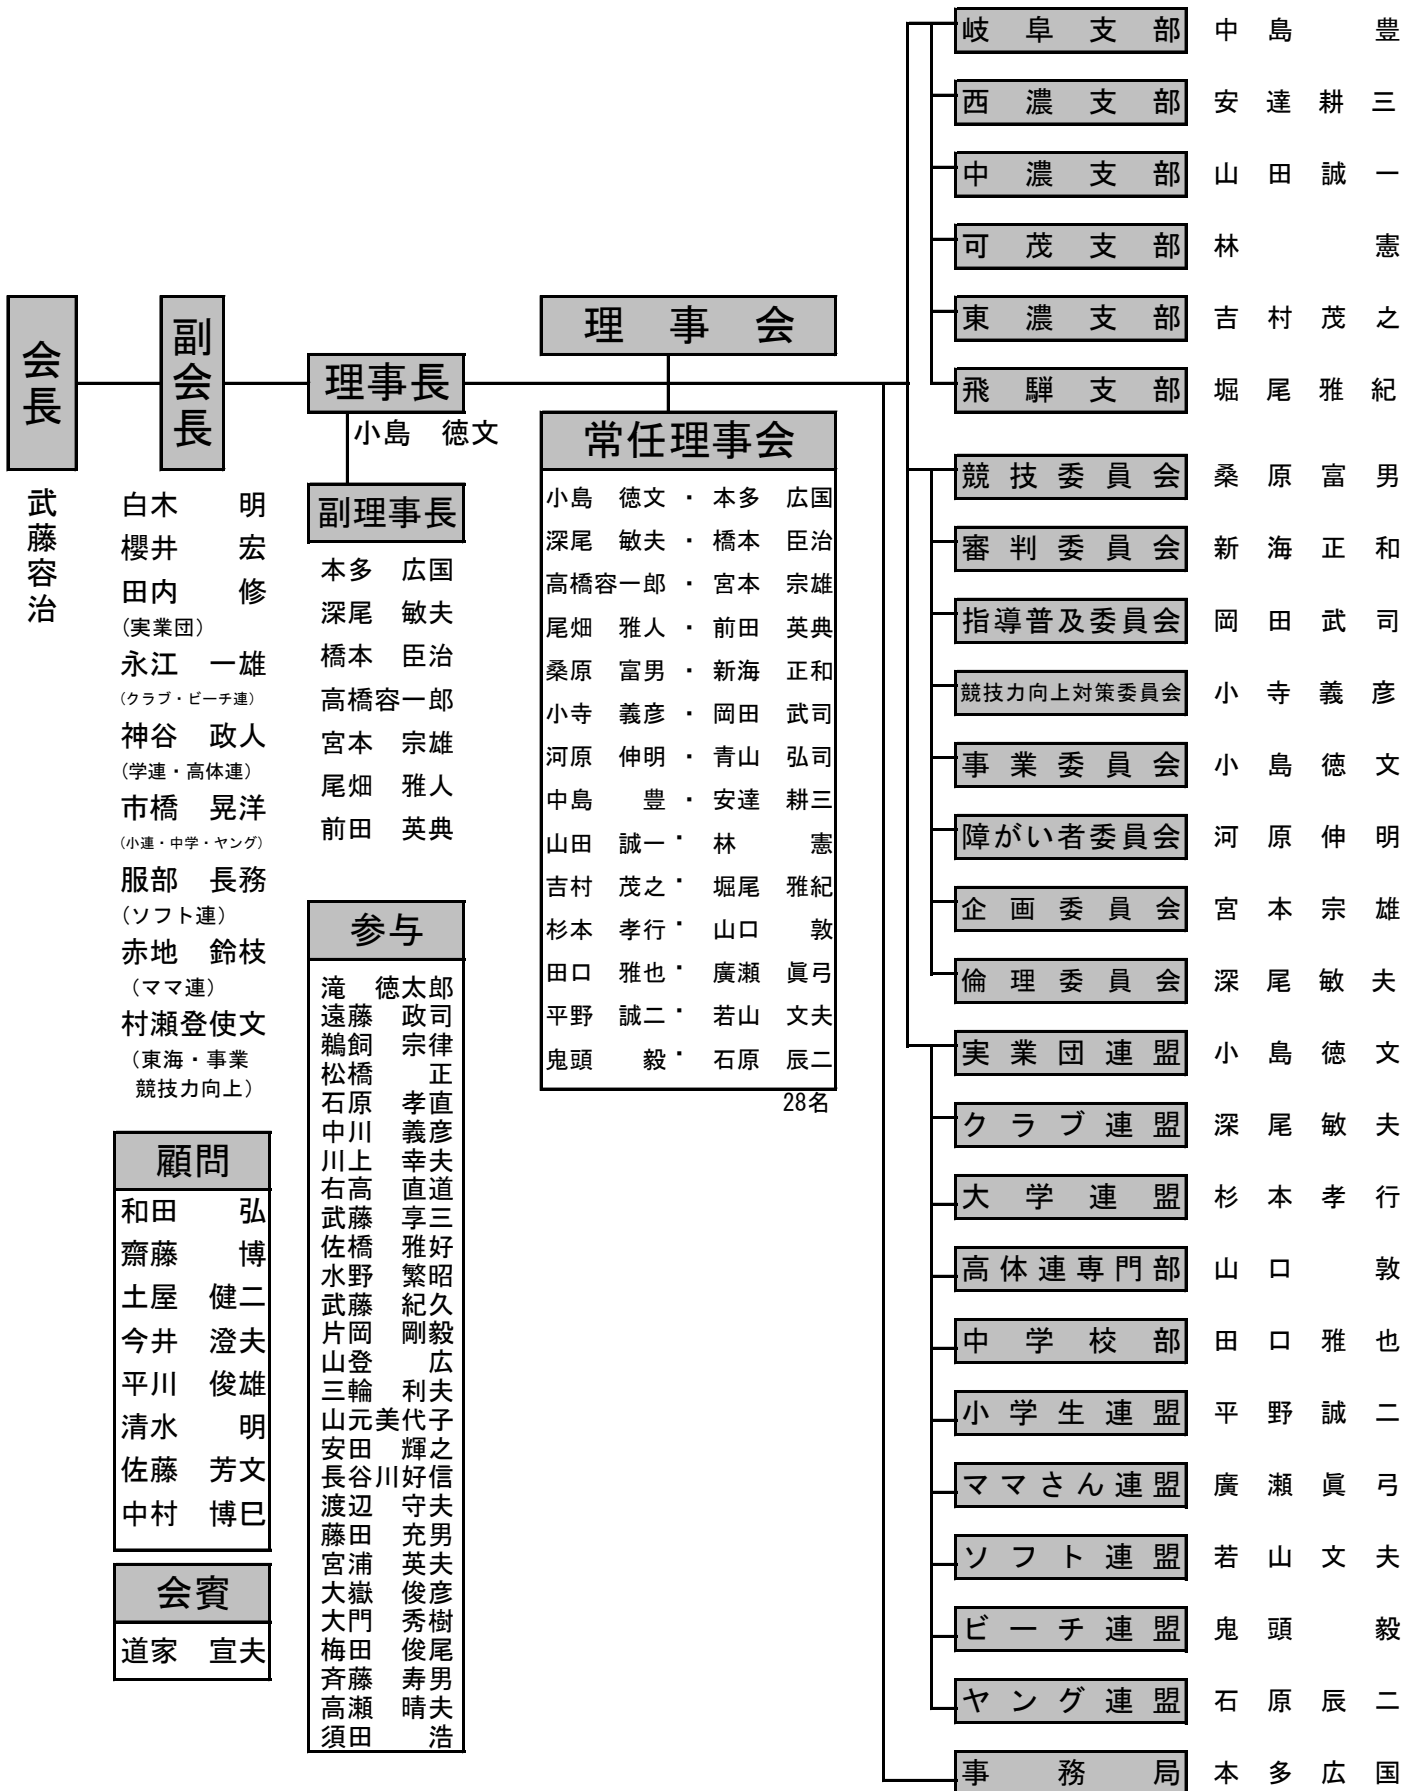 会長
武藤容治
副会長
白木　明
櫻井　宏
田内　修
(実業団)
永江　一雄
(クラブ・ビーチ連)
神谷　政人
(学連・高体連)
市橋　晃洋
(小連・中学・ヤング)
服部　長務
(ソフト連)
赤地　鈴枝
(ママ連)
村瀬登使文
(東海・事業
競技力向上)
顧問
和田　弘
齋藤　博
土屋　健二
今井　澄夫
平川　俊雄
清水　明
佐藤　芳文
中村　博巳
会賓
道家　宣夫
理事長
小島　徳文
副理事長
本多　広国
深尾　敏夫
橋本　臣治
高橋容一郎
宮本　宗雄
尾畑　雅人
前田　英典
参与
滝　徳太郎
遠藤　政司
鵜飼　宗律
松橋　正
石原　孝直
中川　義彦
川上　幸夫
右高　直道
武藤　享三
佐橋　雅好
水野　繁昭
武藤　紀久
片岡　剛毅
山登　広
三輪　利夫
山元美代子
安田　輝之
長谷川好信
渡辺　守夫
藤田　充男
宮浦　英夫
大嶽　俊彦
大門　秀樹
梅田　俊尾
斉藤　寿男
高瀬　晴夫
須田　浩
理事会
常任理事会
小島　徳文・本多　広国
深尾　敏夫・橋本　臣治
高橋容一郎・宮本　宗雄
尾畑　雅人・前田　英典
桑原　富男・新海　正和
小寺　義彦・岡田　武司
河原　伸明・青山　弘司
中島　豊・安達　耕三
山田　誠一・林　憲
吉村　茂之・堀尾　雅紀
杉本　孝行・山口　敦
田口　雅也・廣瀬　眞弓
平野　誠二・若山　文夫
鬼頭　毅・石原　辰二
28名
岐阜支部　中島　豊
西濃支部　安達耕三
中濃支部　山田誠一
可茂支部　林　憲
東濃支部　吉村茂之
飛騨支部　堀尾雅紀
競技委員会　桑原富男
審判委員会　新海正和
指導普及委員会　岡田武司
競技力向上対策委員会　小寺義彦
事業委員会　小島徳文
障がい者委員会　河原伸明
企画委員会　宮本宗雄
倫理委員会　深尾敏夫
実業団連盟　小島徳文
クラブ連盟　深尾敏夫
大学連盟　杉本孝行
高体連専門部　山口　敦
中学校部　田口雅也
小学生連盟　平野誠二
ママさん連盟　廣瀬眞弓
ソフト連盟　若山文夫
ビーチ連盟　鬼頭　毅
ヤング連盟　石原辰二
事務局　本多広国